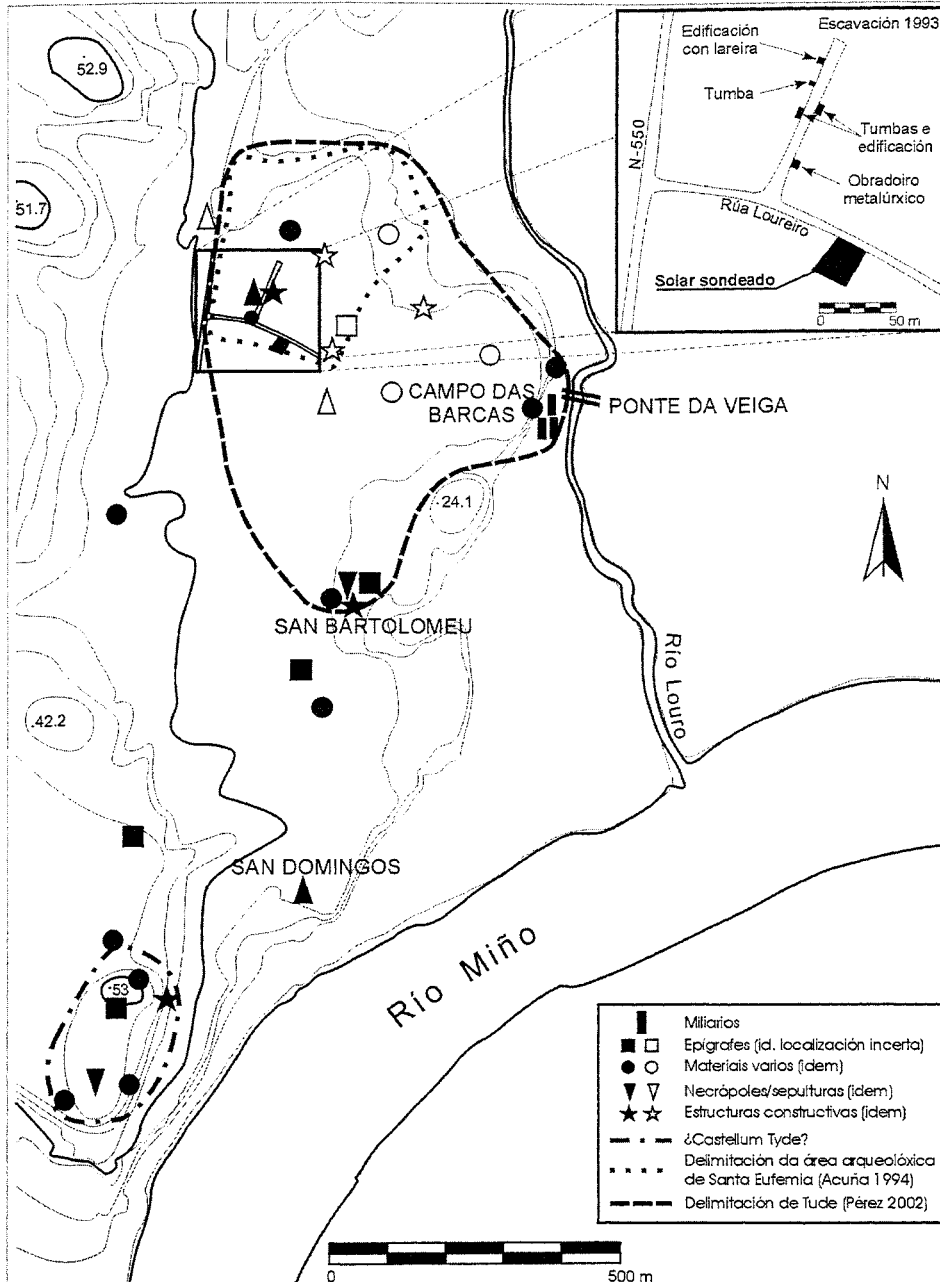 52.9
51.7
Escavación 1993
Edificación
con lareira
Tumba
Tumbas e
edificación
Obradoiro
metalúrxico
N-550
Rúa Loureiro
Solar sondeado
0 50 m
CAMPO DAS
BARCAS
PONTE DA VEIGA
24.1
N
SAN BARTOLOMEU
Río Louro
42.2
SAN DOMINGOS
Río Miño
53
Miliarios
Epígrafes (id. localización incerta)
Materiais varios (idem)
Necrópoles/sepulturas (idem)
Estructuras constructivas (idem)
¿Castellum Tyde?
Delimitación da área arqueolóxica
de Santa Eufemia (Acuña 1994)
Delimitación de Tude (Pérez 2002)
0 500 m